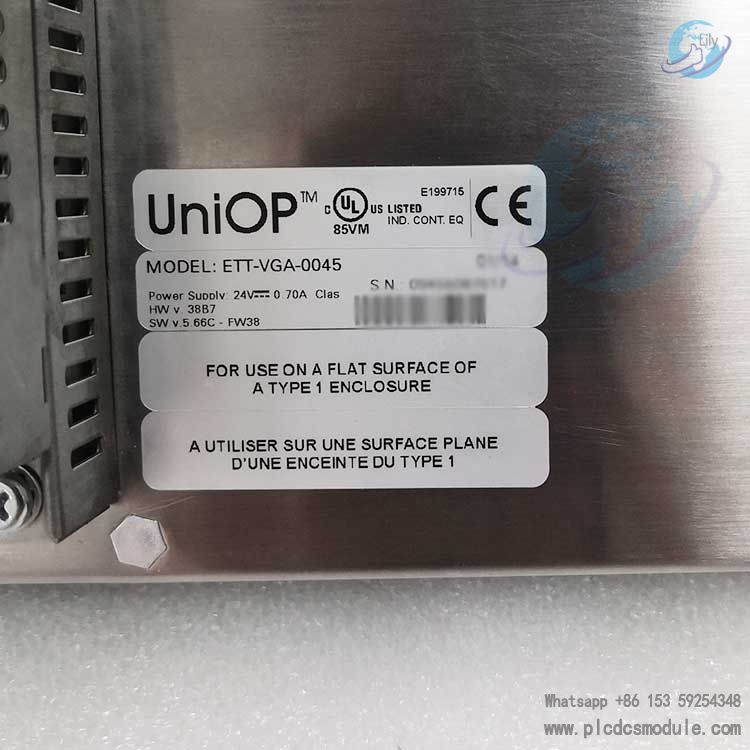 Lily
UniOP™
C UL US LISTED
85VM
E199715
IND. CONT. EQ
CE
MODEL: ETT-VGA-0045
Power Supply: 24V 0.70A Clas
HW v. 38B7
SW v.5.66C - FW38
S N :
FOR USE ON A FLAT SURFACE OF
A TYPE 1 ENCLOSURE
A UTILISER SUR UNE SURFACE PLANE
D'UNE ENCEINTE DU TYPE 1
Whatsapp +86 153 59254348
www.plcdcsmodule.com